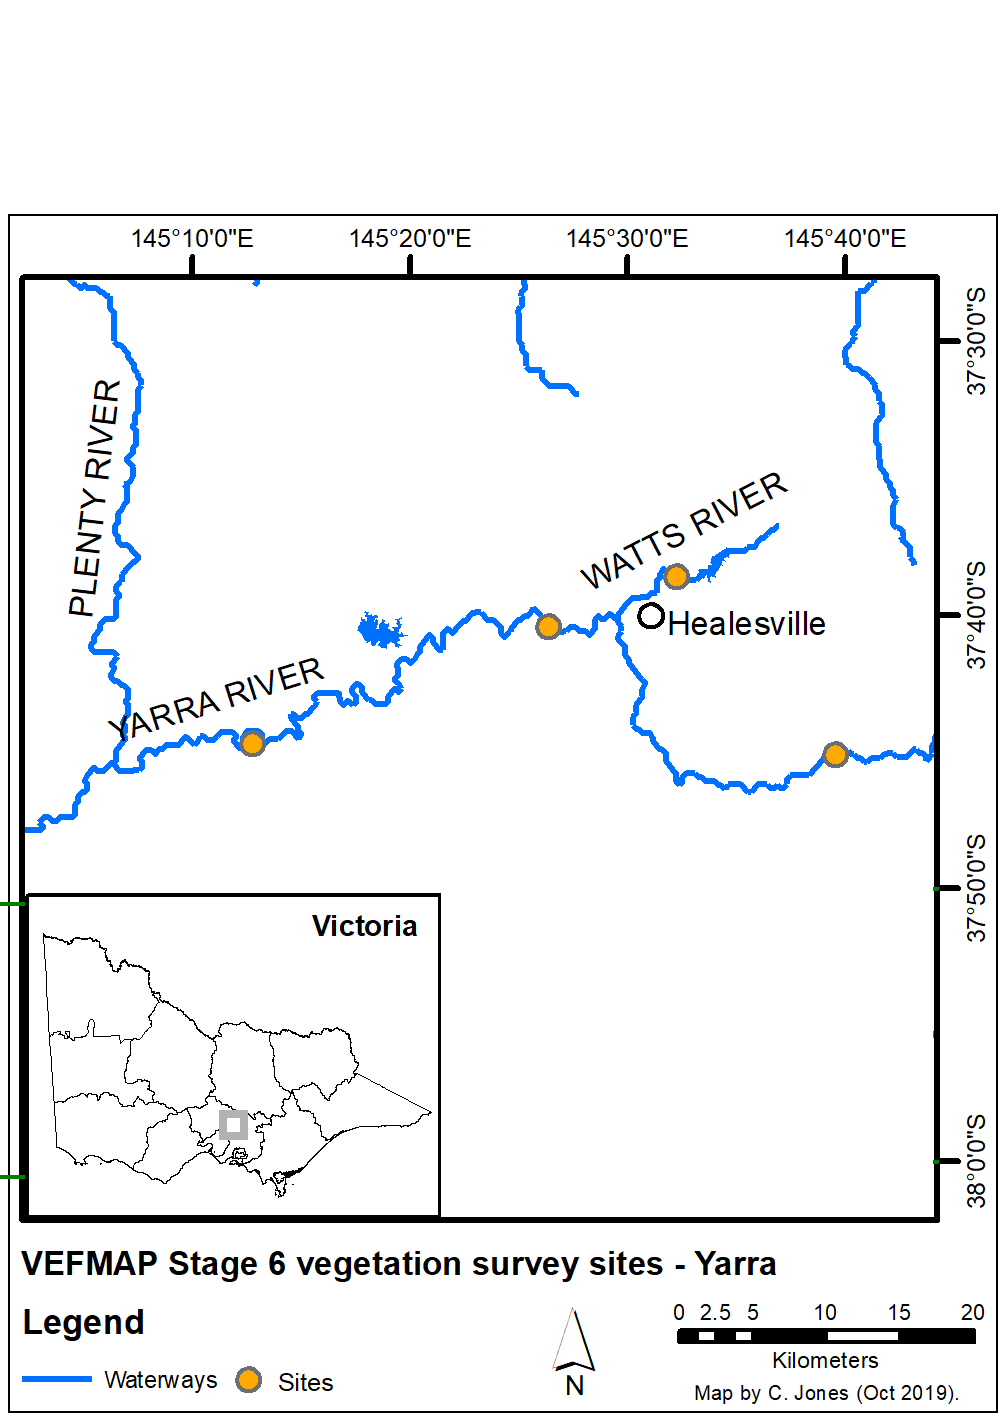 145°10'0"E 145°20'0"E 145°30'0"E 145°40'0"E
37°30'0"S
PLENTY RIVER
WATTS RIVER
37°40'0"S
Healesville
YARRA RIVER
37°50'0"S
Victoria
38°0'0"S
VEFMAP Stage 6 vegetation survey sites - Yarra
Legend
0 2.5 5 10 15 20
Kilometers
Waterways Sites
N
Map by C. Jones (Oct 2019).